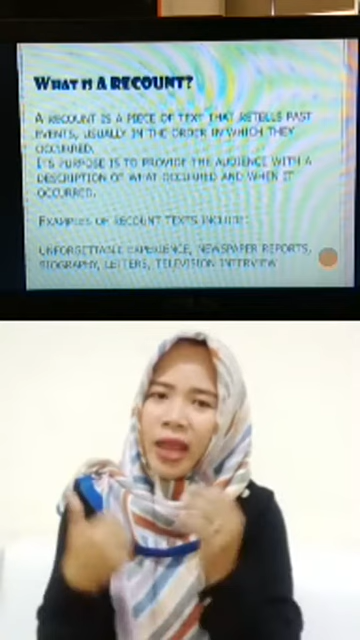 WHAT IS A RECOUNT?
A RECOUNT IS A PIECE OF TEXT THAT RETELLS PAST
EVENTS, USUALLY IN THE ORDER IN WHICH THEY
OCCURRED.
IT'S PURPOSE IS TO PROVIDE THE AUDIENCE WITH A
DESCRIPTION OF WHAT OCCURRED AND WHEN IT
OCCURRED.
EXAMPLES OF RECOUNT TEXTS INCLUDE:
UNFORGETTABLE EXPERIENCE, NEWSPAPER REPORTS,
BIOGRAPHY, LETTERS, TELEVISION INTERVIEW